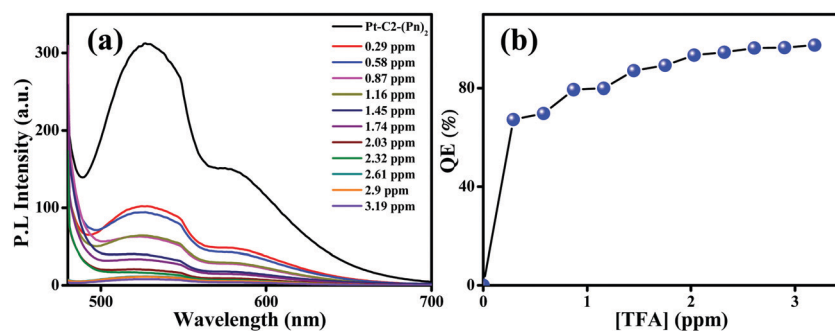 (a)
Pt-C2-(Pn)2
0.29 ppm
0.58 ppm
0.87 ppm
1.16 ppm
1.45 ppm
1.74 ppm
2.03 ppm
2.32 ppm
2.61 ppm
2.9 ppm
3.19 ppm
P.L Intensity (a.u.)
300
200
100
0
500
600
700
Wavelength (nm)
(b)
QE (%)
80
40
0
0
1
2
3
[TFA] (ppm)